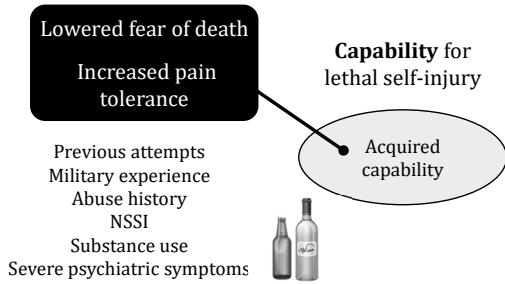 Lowered fear of death
Increased pain
tolerance
Capability for
lethal self-injury
Acquired
capability
Previous attempts
Military experience
Abuse history
NSSI
Substance use
Severe psychiatric symptoms